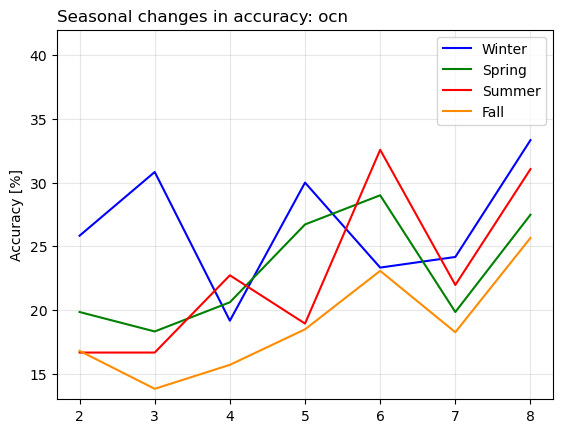 Seasonal changes in accuracy: ocn
40
35
30
25
20
15
Accuracy [%]
Winter
Spring
Summer
Fall
2 3 4 5 6 7 8